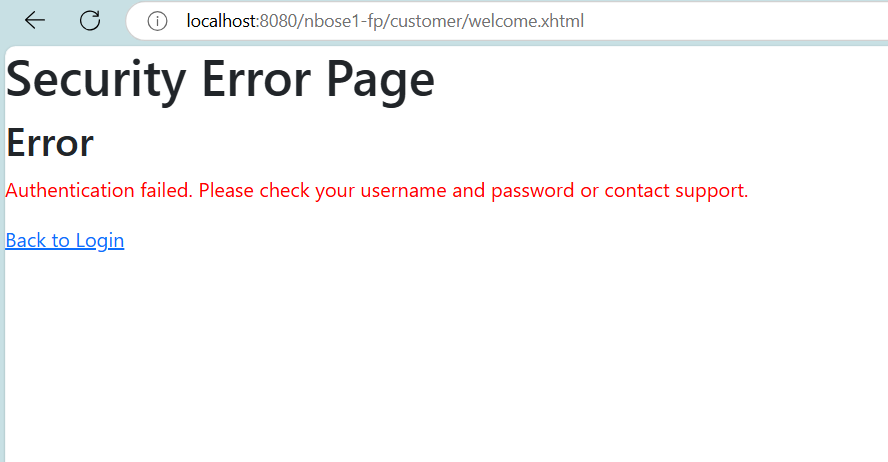 localhost:8080/nbose1-fp/customer/welcome.xhtml
Security Error Page
Error
Authentication failed. Please check your username and password or contact support.
Back to Login